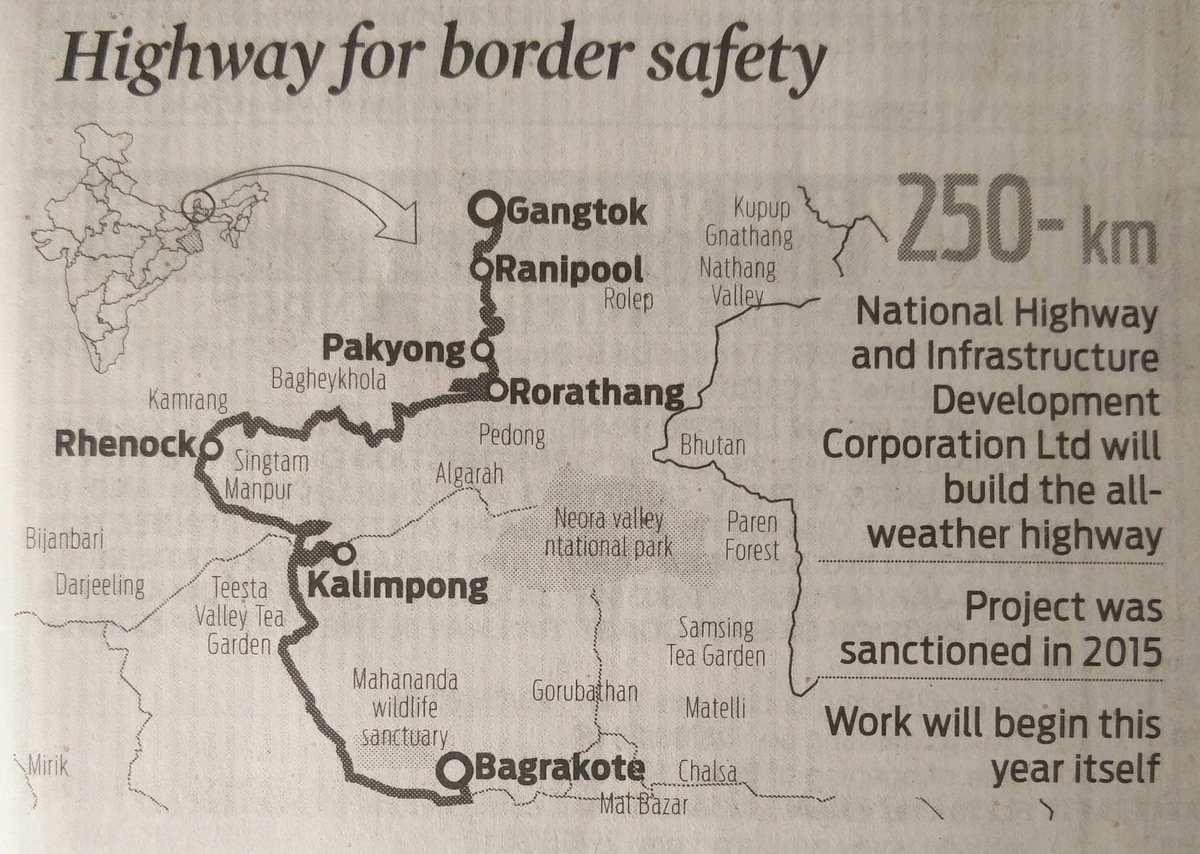 Highway for border safety
Gangtok
Ranipool
Rolep
Kupup
Gnathang
Nathang
Valley
Pakyong
Bagheykhola
Rorathang
Kamrang
Rhenock
Singtam
Manpur
Pedong
Algarah
Bhutan
Bijanbari
Darjeeling
Neora valley
ntational park
Paren
Forest
Kalimpong
Teesta
Valley Tea
Garden
Samsing
Tea Garden
Mahananda
wildlife
sanctuary
Gorubathan
Matelli
Mirik
Bagrakote
Chalsa
Mat Bazar
250- km
National Highway
and Infrastructure
Development
Corporation Ltd will
build the all-
weather highway
Project was
sanctioned in 2015
Work will begin this
year itself